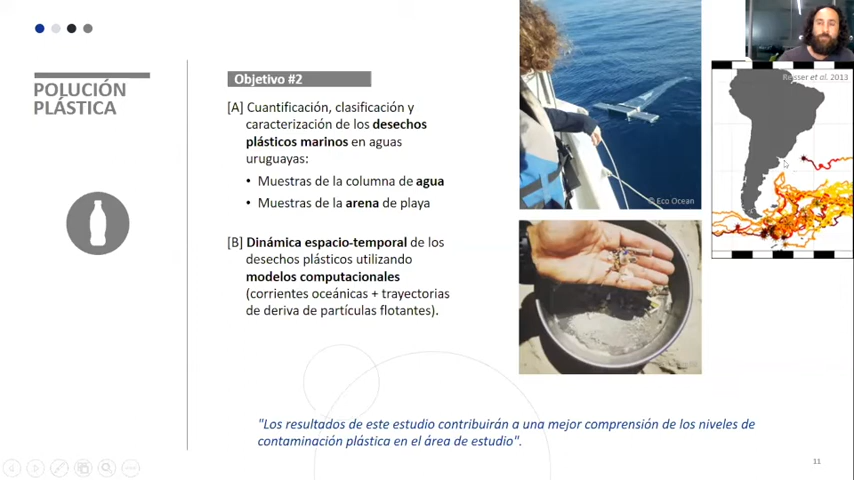 POLUCIÓN
PLÁSTICA
Objetivo #2
[A] Cuantificación, clasificación y
caracterización de los desechos
plásticos marinos en aguas
uruguayas:
• Muestras de la columna de agua
• Muestras de la arena de playa
[B] Dinámica espacio-temporal de los
desechos plásticos utilizando
modelos computacionales
(corrientes oceánicas + trayectorias
de deriva de partículas flotantes).
© Eco Ocean
Reisser et al. 2013
"Los resultados de este estudio contribuirán a una mejor comprensión de los niveles de
contaminación plástica en el área de estudio".
11